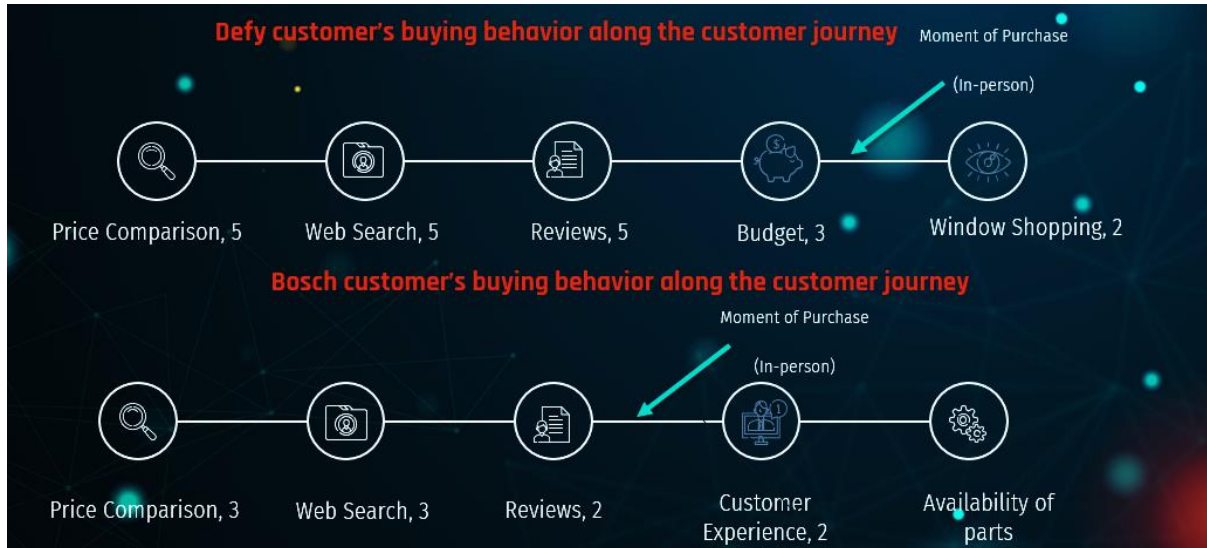 Defy customer's buying behavior along the customer journey
Moment of Purchase
(In-person)
Price Comparison, 5
Web Search, 5
Reviews, 5
Budget, 3
Window Shopping, 2
Bosch customer's buying behavior along the customer journey
Moment of Purchase
(In-person)
Price Comparison, 3
Web Search, 3
Reviews, 2
Customer
Experience, 2
Availability of
parts